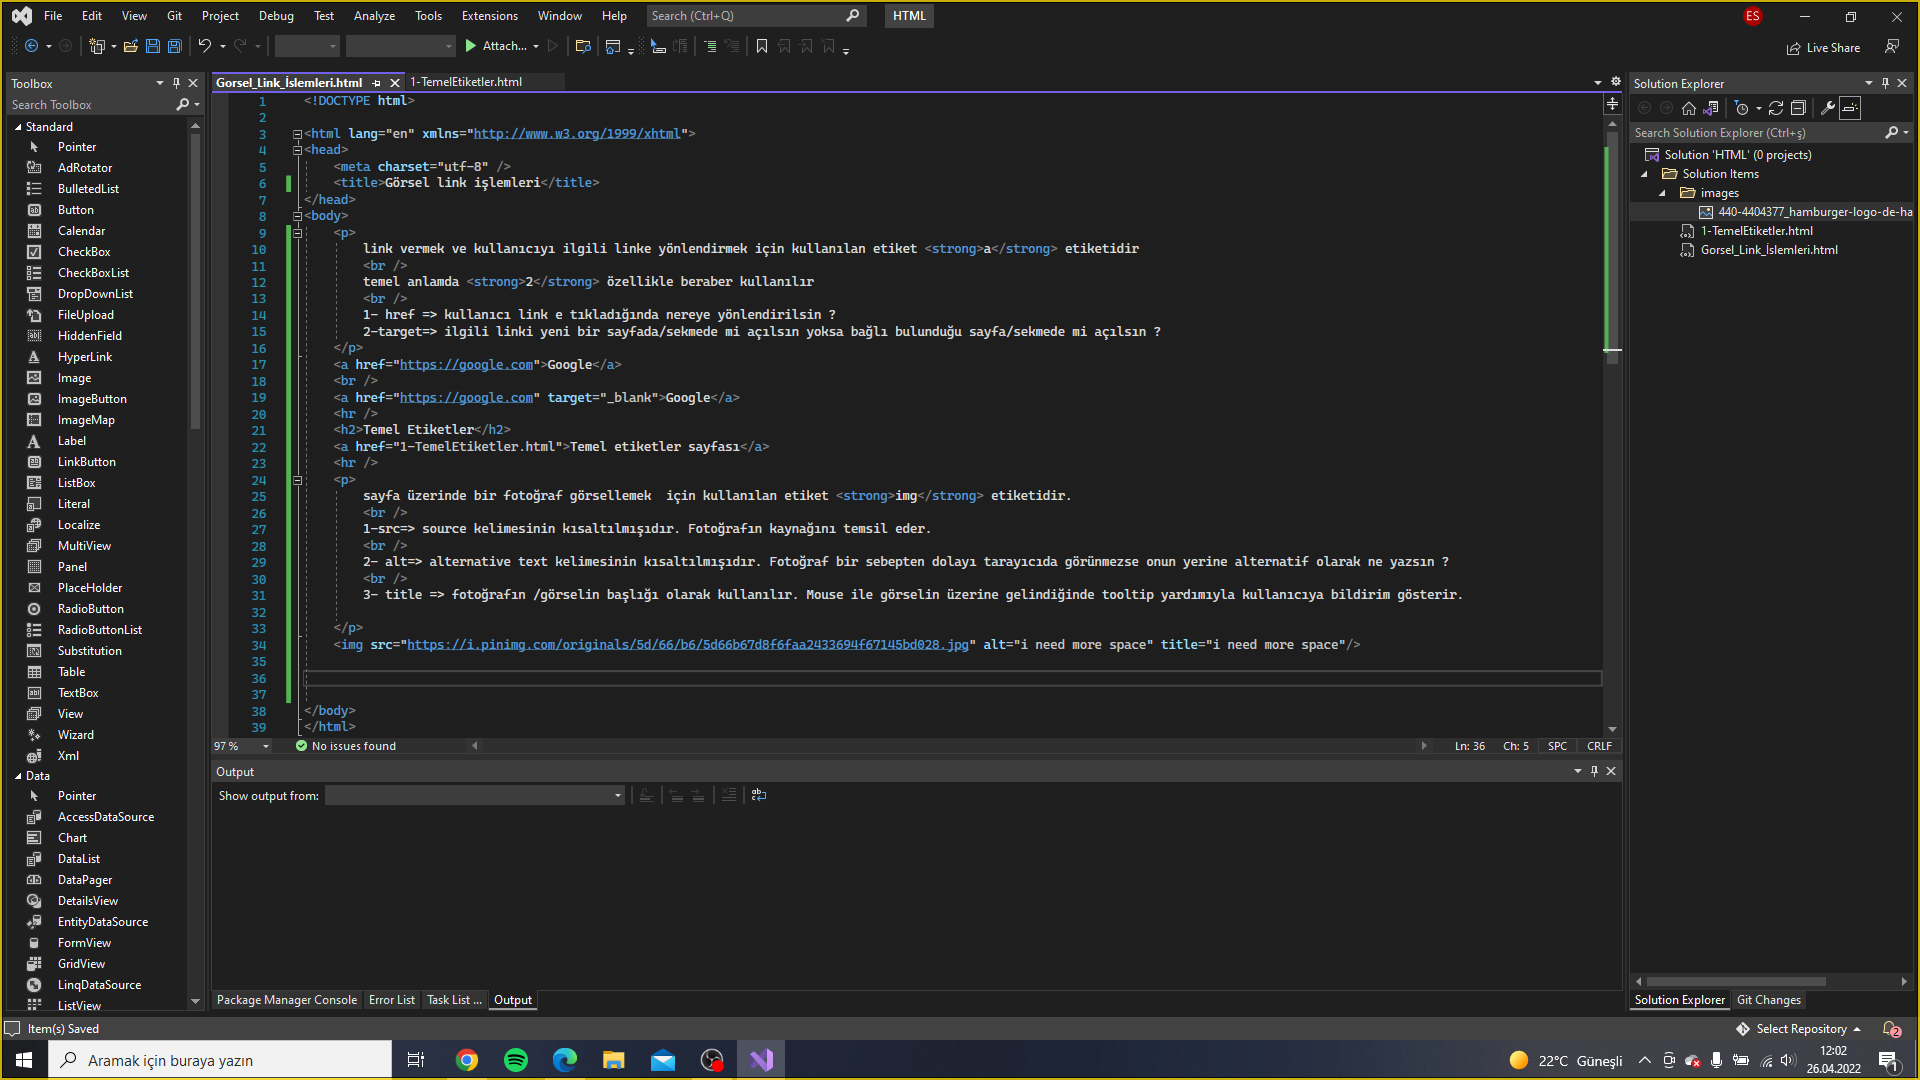 File Edit View Git Project Debug Test Analyze Tools Extensions Window Help Search (Ctrl+Q) HTML ES
Attach... Live Share
Toolbox
Search Toolbox
Standard
Pointer
AdRotator
BulletedList
Button
Calendar
CheckBox
CheckBoxList
DropDownList
FileUpload
HiddenField
HyperLink
Image
ImageButton
ImageMap
Label
LinkButton
ListBox
Literal
Localize
MultiView
Panel
PlaceHolder
RadioButton
RadioButtonList
Substitution
Table
TextBox
View
Wizard
Xml
Data
Pointer
AccessDataSource
Chart
DataList
DataPager
DetailsView
EntityDataSource
FormView
GridView
LinqDataSource
ListView
Gorsel_Link_İslemleri.html 1-TemelEtiketler.html
1 <!DOCTYPE html>
2
3 <html lang="en" xmlns="http://www.w3.org/1999/xhtml">
4 <head>
5 <meta charset="utf-8" />
6 <title>Görsel link işlemleri</title>
7 </head>
8 <body>
9 <p>
10 link vermek ve kullanıcıyı ilgili linke yönlendirmek için kullanılan etiket <strong>a</strong> etiketidir
11 <br />
12 temel anlamda <strong>2</strong> özellikle beraber kullanılır
13 <br />
14 1- href => kullanıcı link e tıkladığında nereye yönlendirilsin ?
15 2-target=> ilgili linki yeni bir sayfada/sekmede mi açılsın yoksa bağlı bulunduğu sayfa/sekmede mi açılsın ?
16 </p>
17 <a href="https://google.com">Google</a>
18 <br />
19 <a href="https://google.com" target="_blank">Google</a>
20 <hr />
21 <h2>Temel Etiketler</h2>
22 <a href="1-TemelEtiketler.html">Temel etiketler sayfası</a>
23 <hr />
24 <p>
25 sayfa üzerinde bir fotoğraf görsellemek  için kullanılan etiket <strong>img</strong> etiketidir.
26 <br />
27 1-src=> source kelimesinin kısaltılmışıdır. Fotoğrafın kaynağını temsil eder.
28 <br />
29 2- alt=> alternative text kelimesinin kısaltılmışıdır. Fotoğraf bir sebepten dolayı tarayıcıda görünmezse onun yerine alternatif olarak ne yazsın ?
30 <br />
31 3- title => fotoğrafın /görselin başlığı olarak kullanılır. Mouse ile görselin üzerine gelindiğinde tooltip yardımıyla kullanıcıya bildirim gösterir.
32
33 </p>
34 <img src="https://i.pinimg.com/originals/5d/66/b6/5d66b67d8f6faa2433694f67145bd028.jpg" alt="i need more space" title="i need more space"/>
35
36
37
38 </body>
39 </html>
97 % No issues found Ln: 36 Ch: 5 SPC CRLF
Output
Show output from:
Package Manager Console Error List Task List ... Output
Solution Explorer
Search Solution Explorer (Ctrl+ş)
Solution 'HTML' (0 projects)
Solution Items
images
440-4404377_hamburger-logo-de-ha
1-TemelEtiketler.html
Gorsel_Link_İslemleri.html
Solution Explorer Git Changes
Item(s) Saved Select Repository 2
Aramak için buraya yazın 22°C Güneşli 12:02
26.04.2022 1